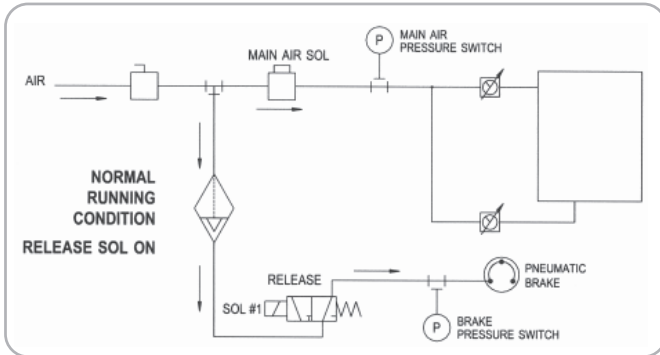 MAIN AIR
PRESSURE SWITCH
P
MAIN AIR SOL
AIR
NORMAL
RUNNING
CONDITION
RELEASE SOL ON
RELEASE
SOL #1
PNEUMATIC
BRAKE
P
BRAKE
PRESSURE SWITCH